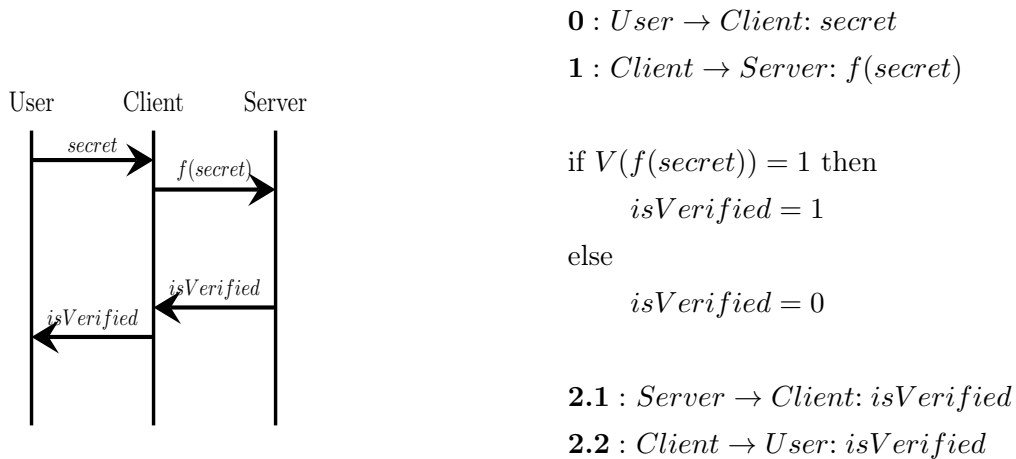 User Client Server
secret
f(secret)
isVerified
isVerified
0 : User → Client: secret
1 : Client → Server: f(secret)
if V(f(secret)) = 1 then
isVerified = 1
else
isVerified = 0
2.1 : Server → Client: isVerified
2.2 : Client → User: isVerified